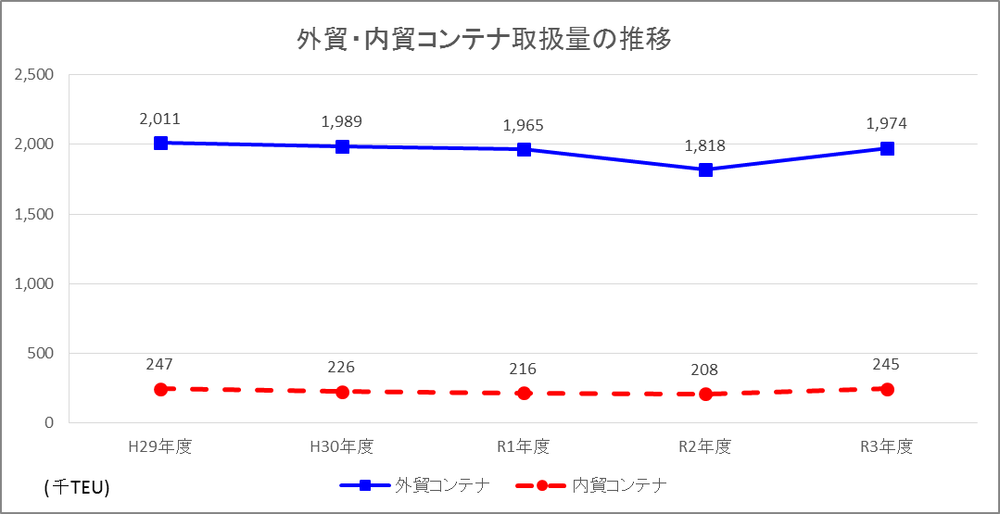 外貿・内貿コンテナ取扱量の推移
2,500
2,000
1,500
1,000
500
0
2,011
1,989
1,965
1,818
1,974
247
226
216
208
245
H29年度
H30年度
R1年度
R2年度
R3年度
(千TEU)
外貿コンテナ
内貿コンテナ